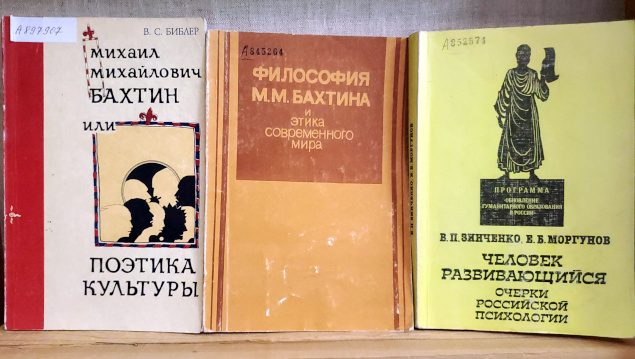 А897907
В. С. БИБЛЕР
МИХАИЛ
МИХАЙЛОВИЧ
БАХТИН
ИЛИ
ПОЭТИКА
КУЛЬТУРЫ
А845264
ФИЛОСОФИЯ
М.М. БАХТИНА
И
ЭТИКА
СОВРЕМЕННОГО
МИРА
А852571
ПРОГРАММА
ОБНОВЛЕНИЕ
ГУМАНИТАРНОГО ОБРАЗОВАНИЯ
В РОССИИ
В.П. ЗИНЧЕНКО, Е.Б. МОРГУНОВ
ЧЕЛОВЕК
РАЗВИВАЮЩИЙСЯ
ОЧЕРКИ
РОССИЙСКОЙ
ПСИХОЛОГИИ